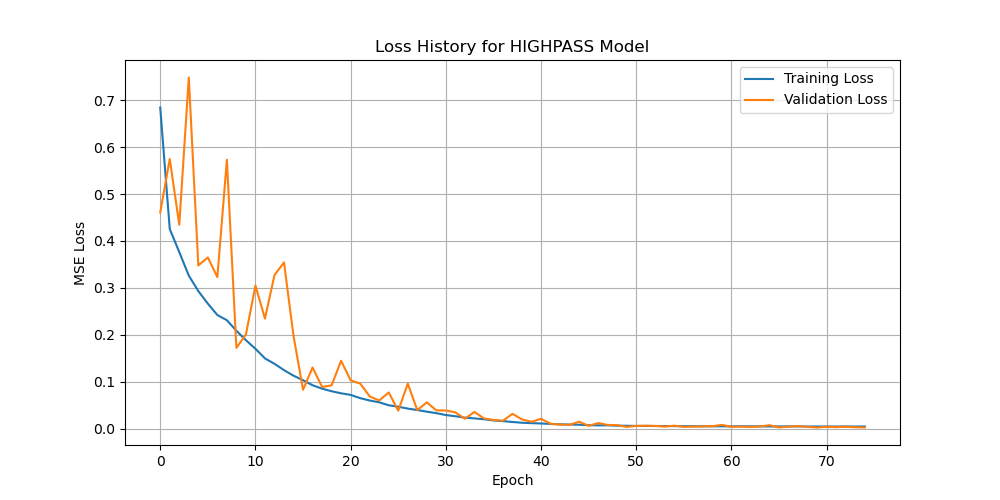 Loss History for HIGHPASS Model
Training Loss
Validation Loss
0.7
0.6
0.5
0.4
0.3
0.2
0.1
0.0
MSE Loss
0 10 20 30 40 50 60 70
Epoch